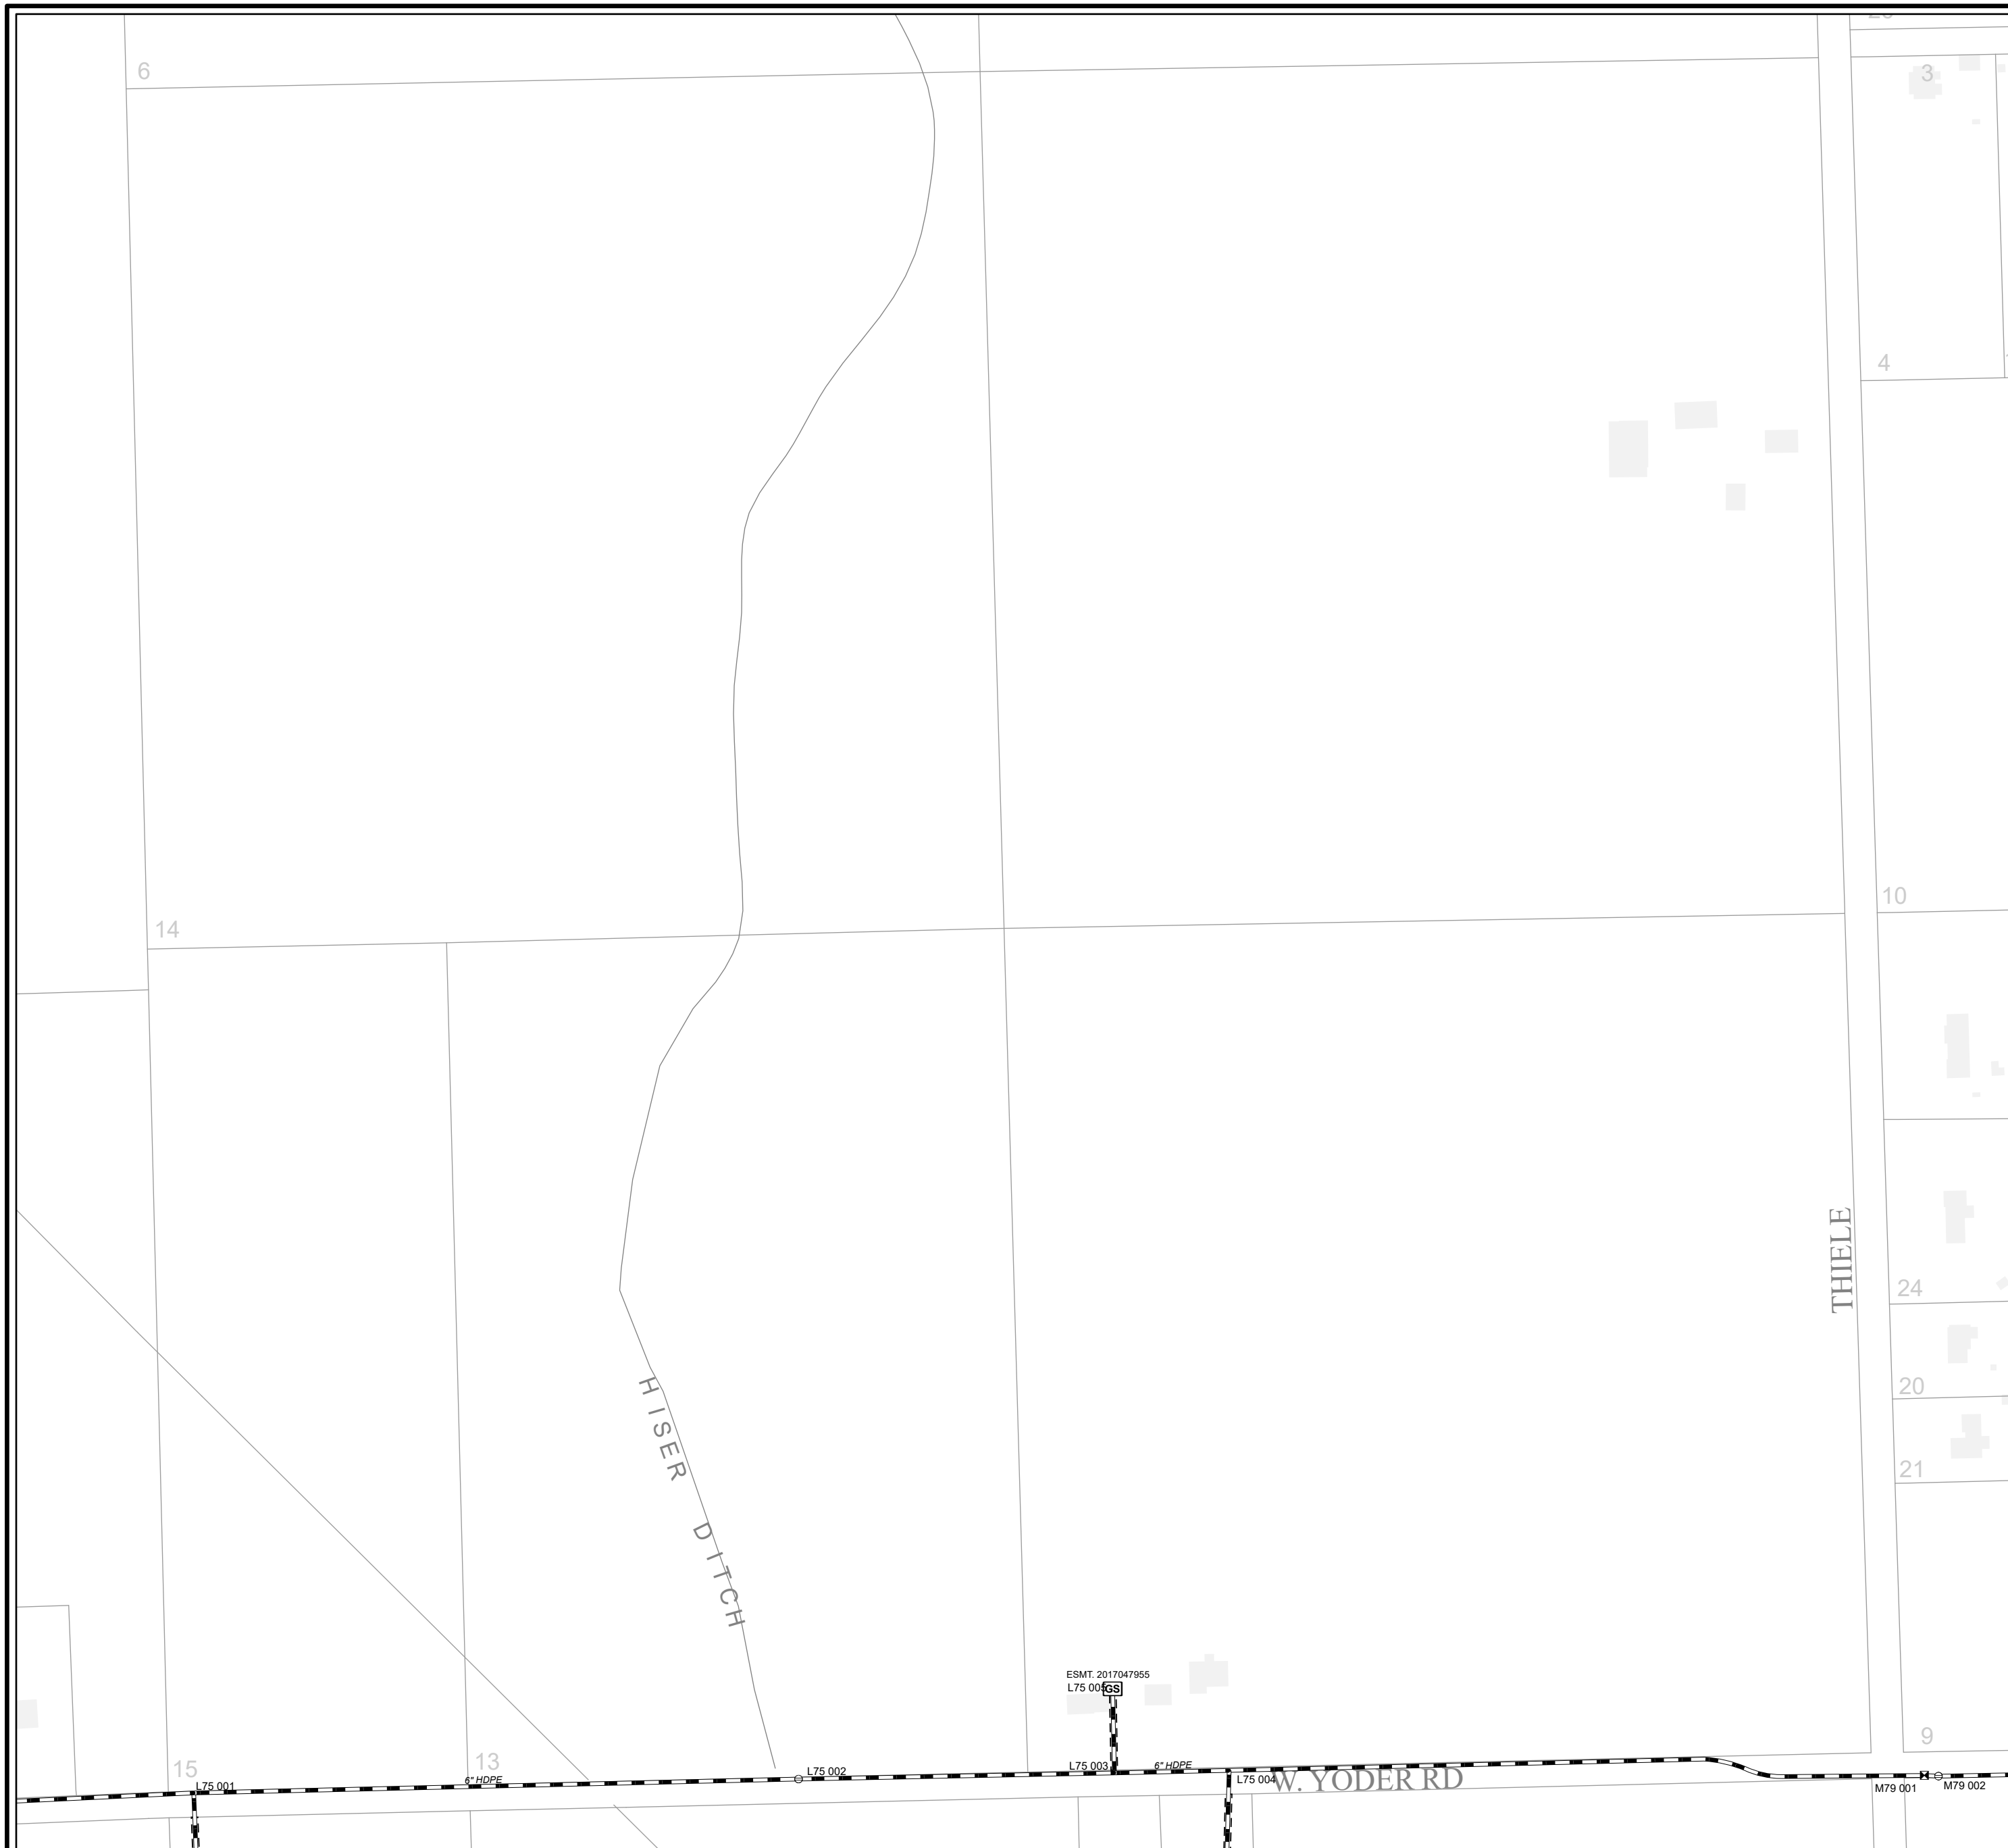 6
3
4
14
10
THIELE
24
20
21
HISER DITCH
ESMT. 2017047955
L75 005
GS
9
15
13
L75 001
6" HDPE
L75 002
L75 003
6" HDPE
L75 004
W. YODER RD
M79 001
M79 002